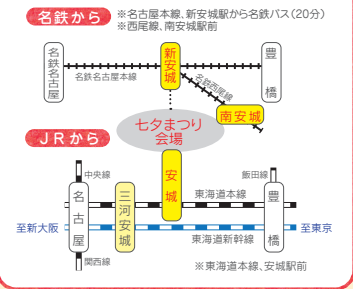 名鉄から
※名古屋本線、新安城駅から名鉄バス(20分)
※西尾線、南安城駅前
名鉄名古屋
新安城
豊橋
名鉄名古屋本線
名鉄西尾線
南安城
七夕まつり
会場
JRから
安城
中央線
飯田線
名古屋
三河安城
東海道本線
豊橋
至新大阪
至東京
東海道新幹線
関西線
※東海道本線、安城駅前